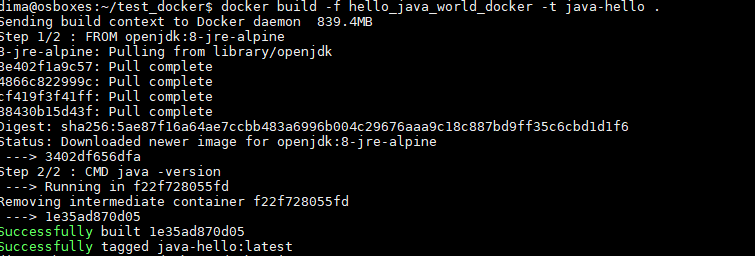 dima@osboxes:~/test_docker$ docker build -f hello_java_world_docker -t java-hello .
Sending build context to Docker daemon  839.4MB
Step 1/2 : FROM openjdk:8-jre-alpine
8-jre-alpine: Pulling from library/openjdk
8e402f1a9c57: Pull complete
4866c822999c: Pull complete
cf419f3f41ff: Pull complete
88430b15d43f: Pull complete
Digest: sha256:5ae87f16a64ae7ccbb483a6996b004c29676aaa9c18c887bd9ff35c6cbd1d1f6
Status: Downloaded newer image for openjdk:8-jre-alpine
 ---> 3402df656dfa
Step 2/2 : CMD java -version
 ---> Running in f22f728055fd
Removing intermediate container f22f728055fd
 ---> 1e35ad870d05
Successfully built 1e35ad870d05
Successfully tagged java-hello:latest